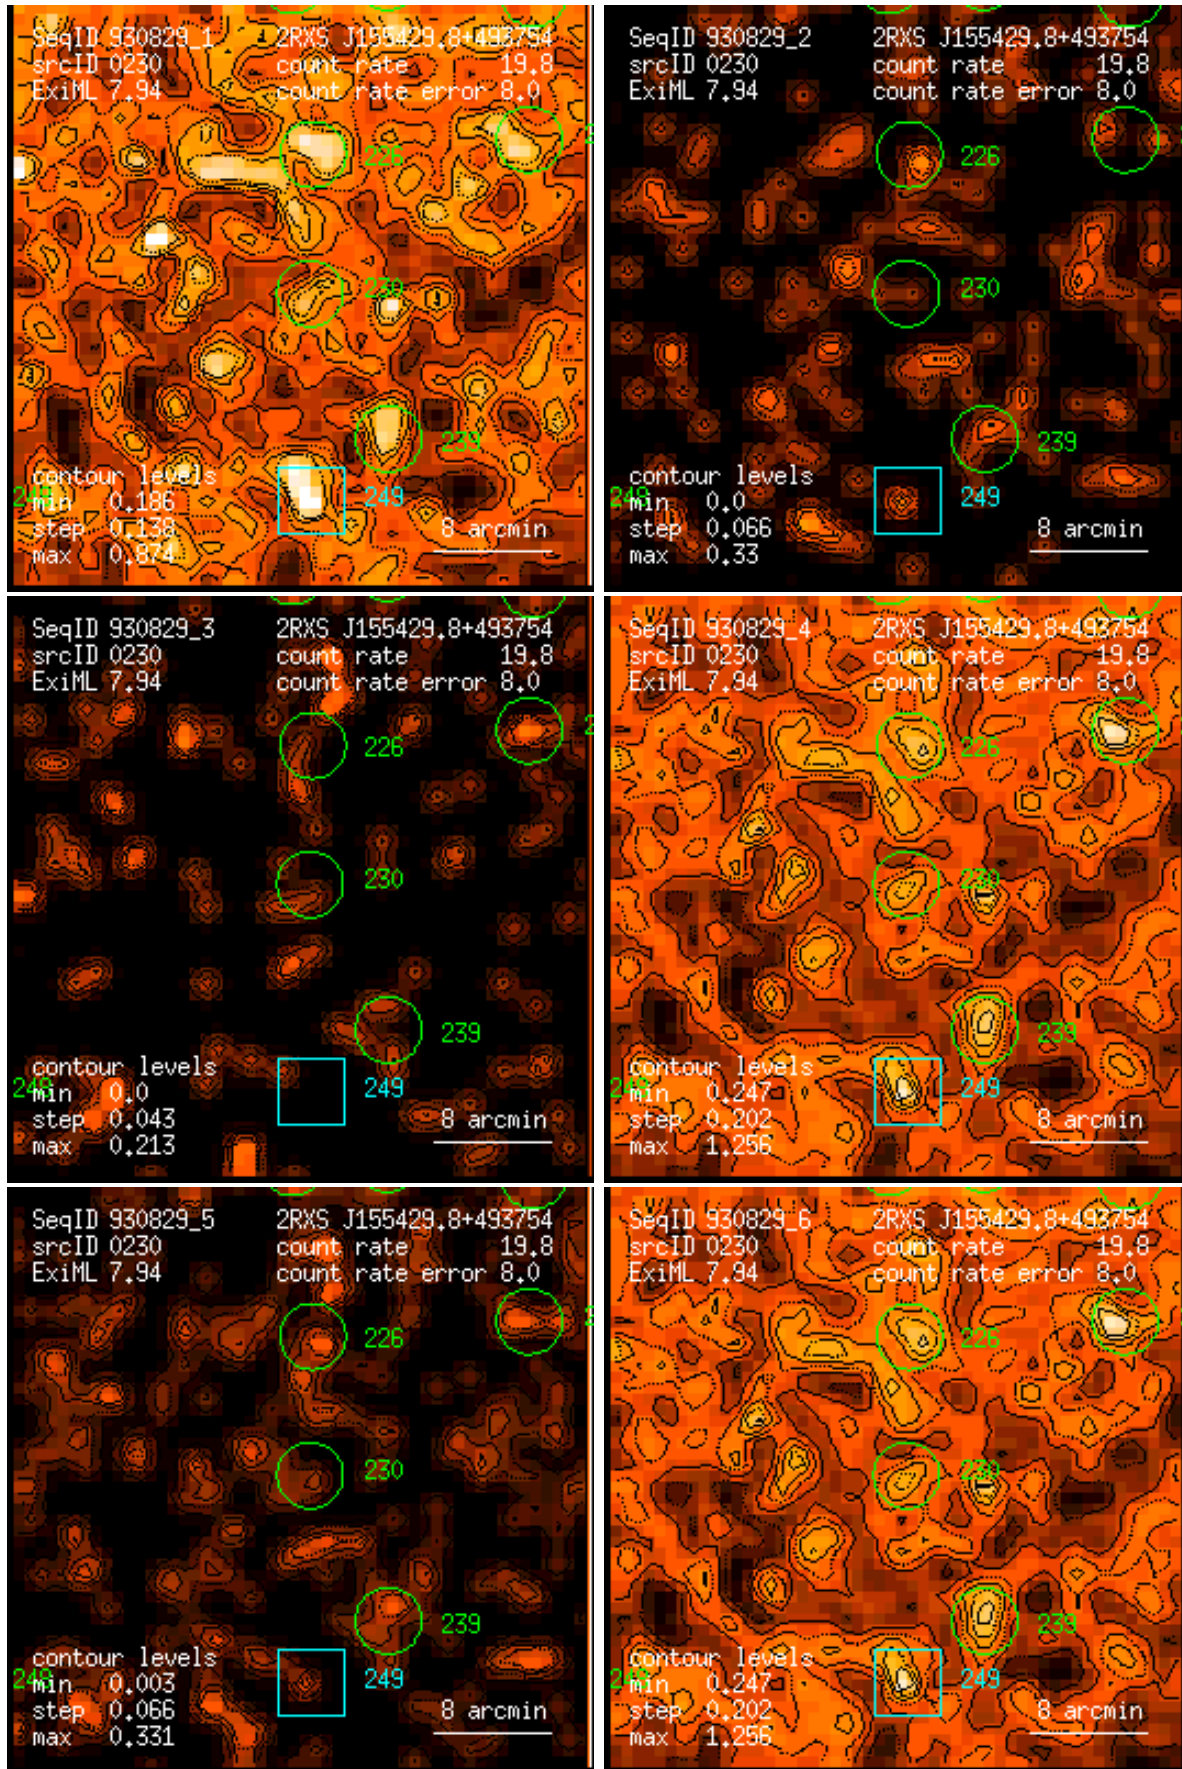 SeqID 930829_1 2RXS J155429.8+493754
srcID 0230 count rate 19.8
ExiML 7.94 count rate error 8.0
226
230
239
contour levels
248
249
min 0.186
step 0.138
8 arcmin
max 0.874
SeqID 930829_2 2RXS J155429.8+493754
srcID 0230 count rate 19.8
ExiML 7.94 count rate error 8.0
226
230
239
contour levels
249
min 0.0
step 0.066
8 arcmin
max 0.33
SeqID 930829_3 2RXS J155429.8+493754
srcID 0230 count rate 19.8
ExiML 7.94 count rate error 8.0
226
230
239
contour levels
249
min 0.0
step 0.043
8 arcmin
max 0.213
SeqID 930829_4 2RXS J155429.8+493754
srcID 0230 count rate 19.8
ExiML 7.94 count rate error 8.0
226
230
239
contour levels
249
min 0.247
step 0.202
8 arcmin
max 1.256
SeqID 930829_5 2RXS J155429.8+493754
srcID 0230 count rate 19.8
ExiML 7.94 count rate error 8.0
226
230
239
contour levels
249
min 0.003
step 0.066
8 arcmin
max 0.331
SeqID 930829_6 2RXS J155429.8+493754
srcID 0230 count rate 19.8
ExiML 7.94 count rate error 8.0
226
230
239
contour levels
249
min 0.247
step 0.202
8 arcmin
max 1.256